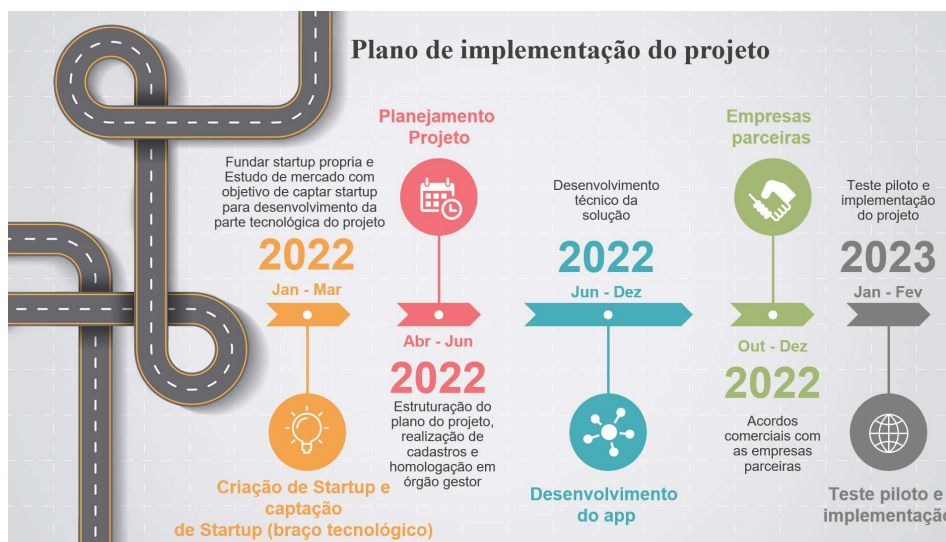 Plano de implementação do projeto
Fundar startup propria e
Estudo de mercado com
objetivo de captar startup
para desenvolvimento da
parte tecnológica do projeto
2022
Jan - Mar
Criação de Startup e
captação
de Startup (braço tecnológico)
Planejamento
Projeto
Abr - Jun
2022
Estruturação do
plano do projeto,
realização de
cadastros e
homologação em
órgão gestor
Desenvolvimento
técnico da
solução
2022
Jun - Dez
Desenvolvimento
do app
Empresas
parceiras
Out - Dez
2022
Acordos
comerciais com
as empresas
parceiras
Teste piloto e
implementação
do projeto
2023
Jan - Fev
Teste piloto e
implementação